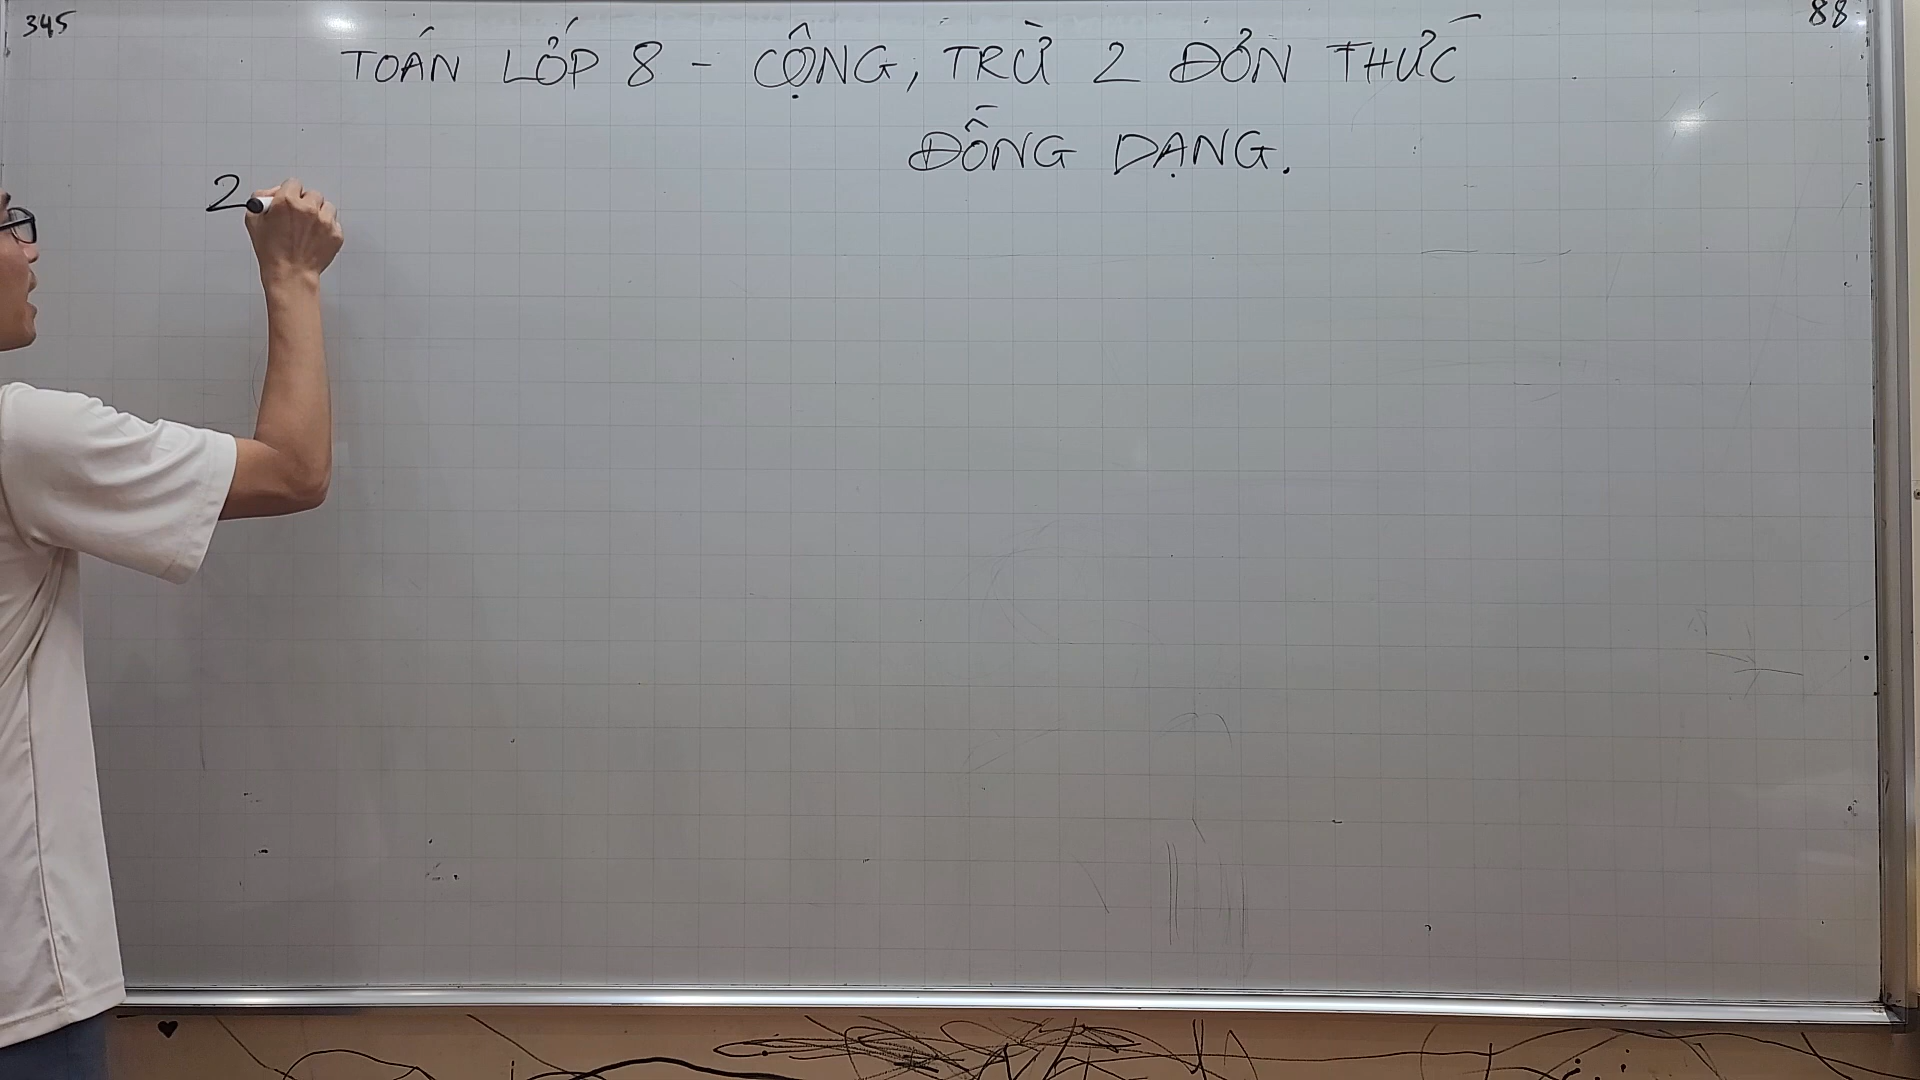 345
88
TOÁN LỚP 8 - CỘNG, TRỪ 2 ĐƠN THỨC
ĐỒNG DẠNG.
2